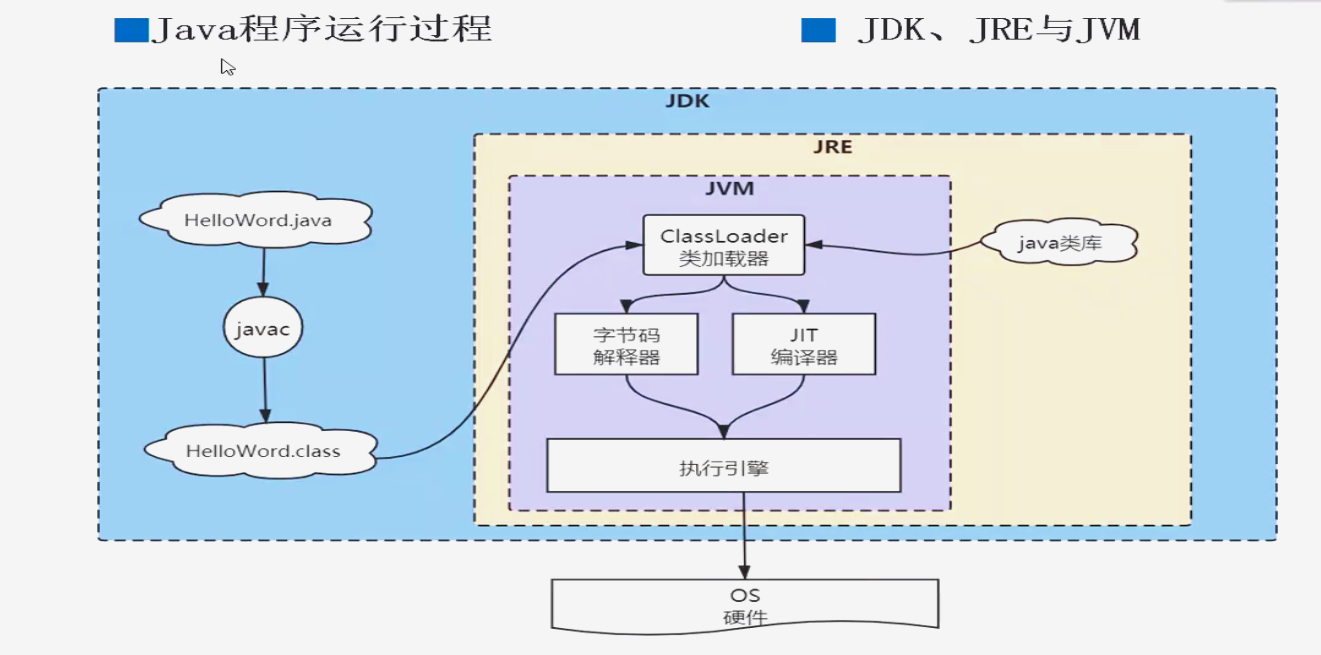 Java程序运行过程
JDK、JRE与JVM
JDK
JRE
JVM
HelloWord.java
ClassLoader
类加载器
java类库
javac
字节码
解释器
JIT
编译器
HelloWord.class
执行引擎
OS
硬件